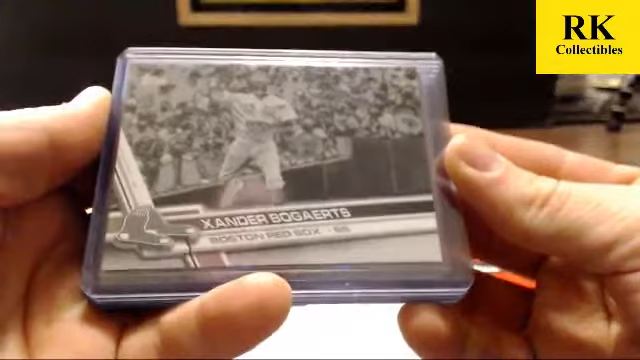 RK
Collectibles
XANDER BOGAERTS
BOSTON RED SOX · SS